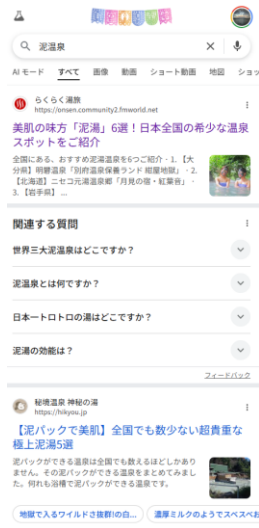 泥温泉
AI モード すべて 画像 動画 ショート動画 地図 ショッ
らくらく湯旅
https://onsen.community2.fmworld.net
美肌の味方「泥湯」6選！日本全国の希少な温泉
スポットをご紹介
全国にある、おすすめ泥湯温泉を6つご紹介 · 1. 【大
分県】明礬温泉「別府温泉保養ランド 紺屋地獄」 · 2.
【北海道】ニセコ元湯温泉郷「月見の宿・紅葉音」 ·
3. 【岩手県】 ...
関連する質問
世界三大泥温泉はどこですか？
泥温泉とは何ですか？
日本一トロトロの湯はどこですか？
泥湯の効能は？
フィードバック
秘境温泉 神秘の湯
https://hikyou.jp
【泥パックで美肌】全国でも数少ない超貴重な
極上泥湯5選
泥パックができる温泉は全国でも数えるほどしかあり
ません。その泥パックができる温泉をまとめてみまし
た。何れも浴槽で泥パックができる温泉です。
地獄で入るワイルドさ抜群!の白... 濃厚ミルクのようでスベスベお